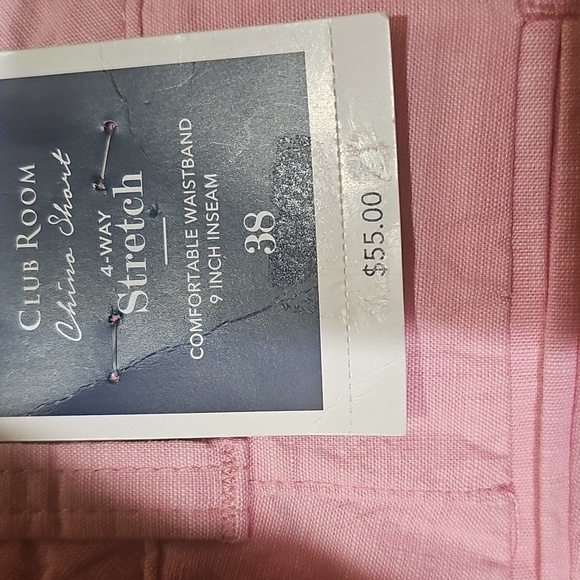 CLUB ROOM
Chino Short
4-WAY
Stretch
COMFORTABLE WAISTBAND
9 INCH INSEAM
38
$55.00